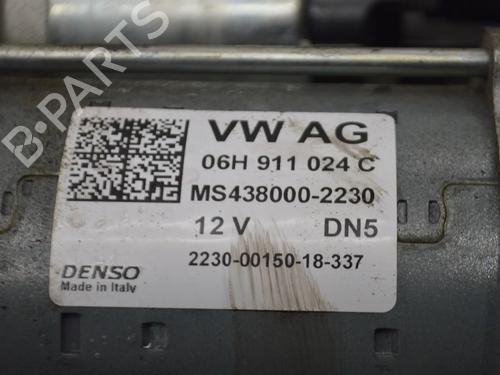 B-PARTS
VW AG
06H 911 024 C
MS438000-2230
12 V DN5
2230-00150-18-337
DENSO
Made in Italy